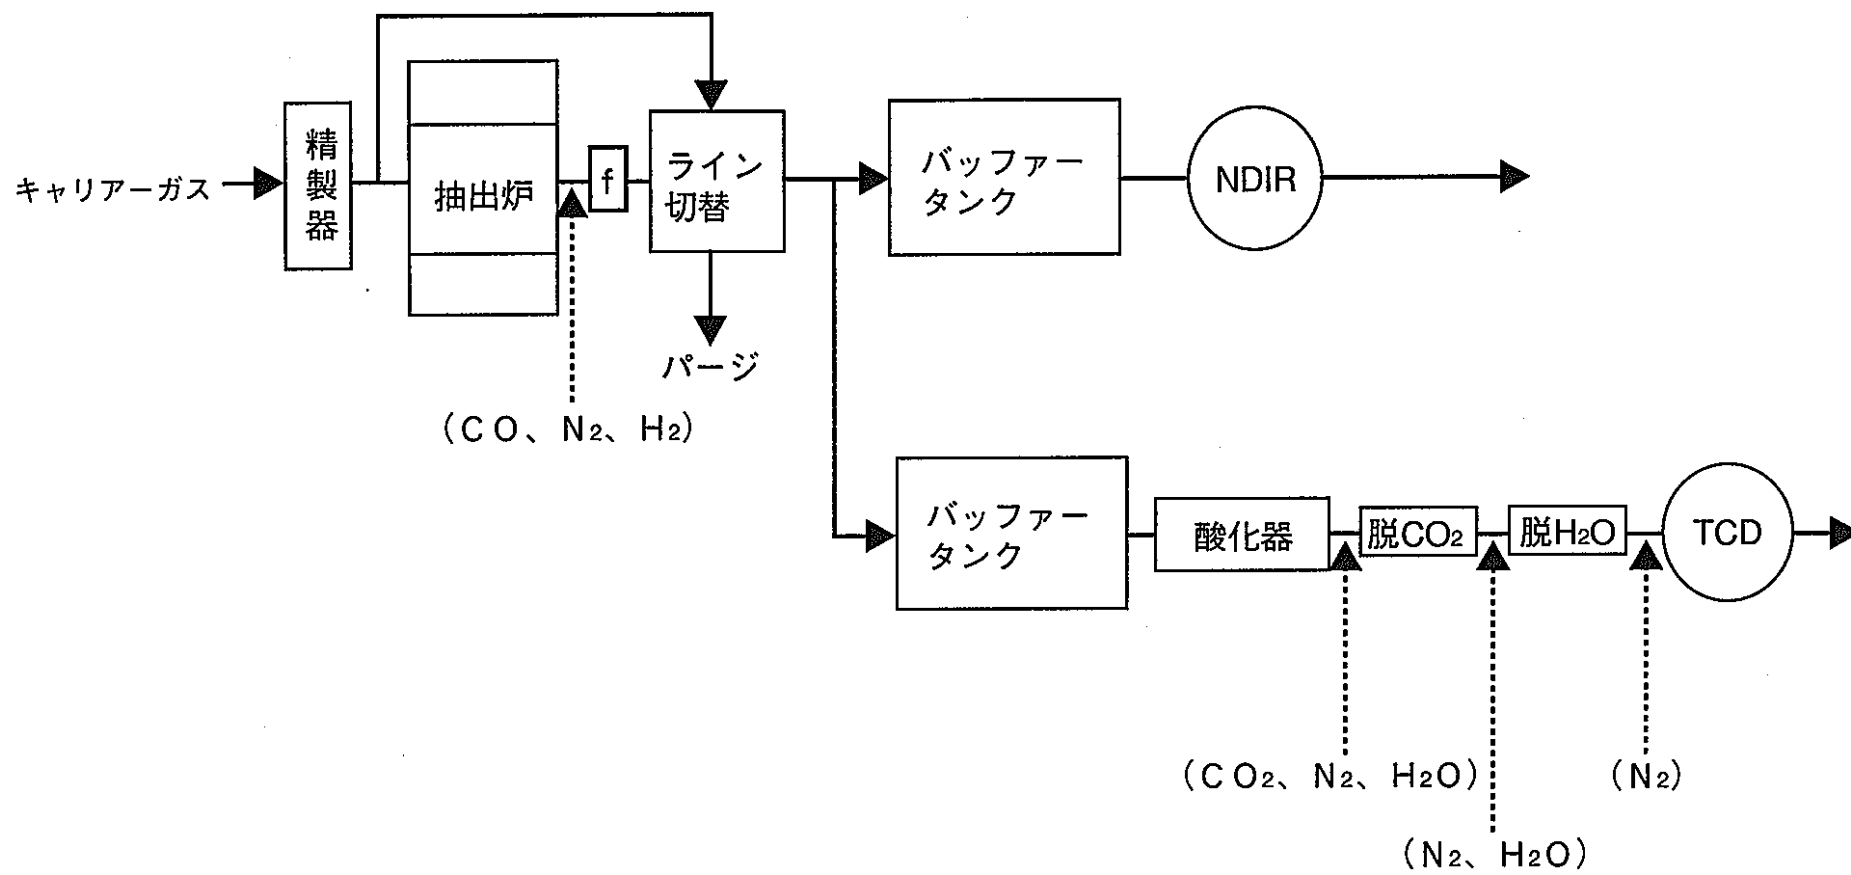 キャリアーガス
精製器
抽出炉
f
ライン
切替
パージ
(CO、N2、H2)
バッファー
タンク
NDIR
バッファー
タンク
酸化器
脱CO2
脱H2O
TCD
(CO2、N2、H2O)
(N2、H2O)
(N2)